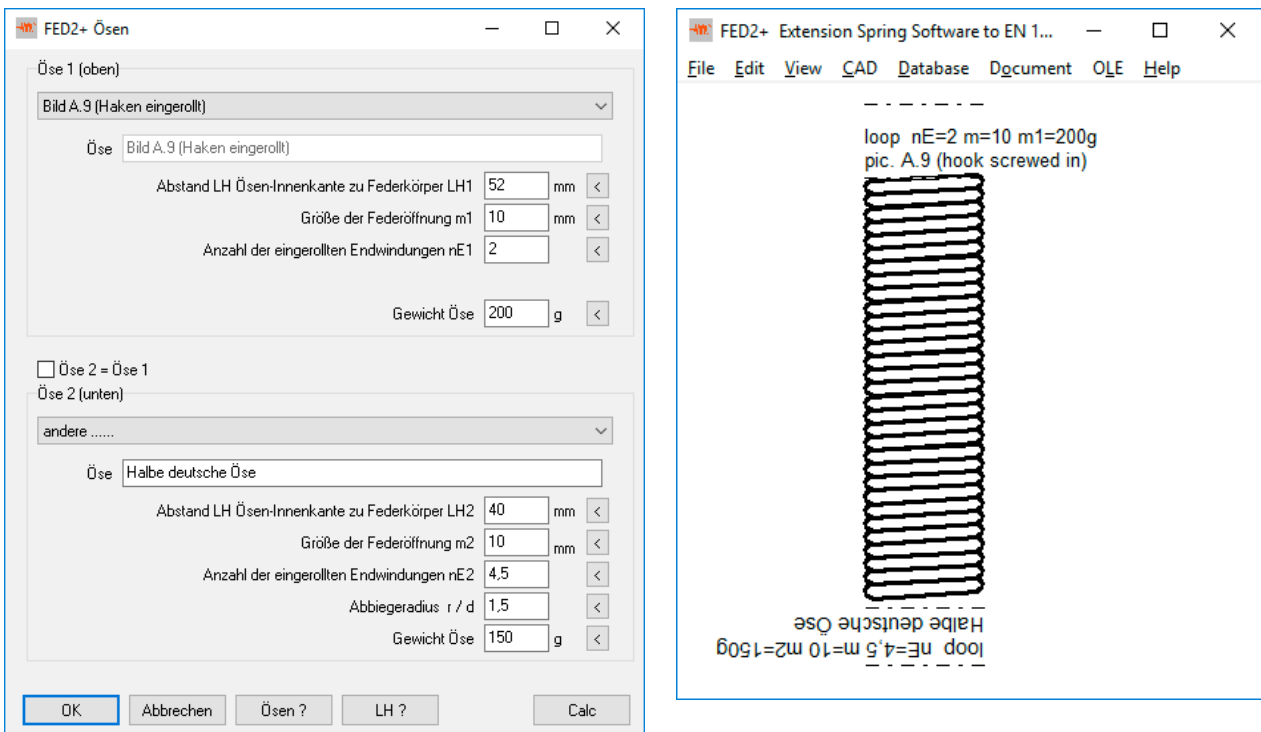 FED2+ Ösen
Öse 1 (oben)
Bild A.9 (Haken eingerollt)
Öse Bild A.9 (Haken eingerollt)
Abstand LH Ösen-Innenkante zu Federkörper LH1 52 mm <
Größe der Federöffnung m1 10 mm <
Anzahl der eingerollten Endwindungen nE1 2 <
Gewicht Öse 200 g <
Öse 2 = Öse 1
Öse 2 (unten)
andere ......
Öse Halbe deutsche Öse
Abstand LH Ösen-Innenkante zu Federkörper LH2 40 mm <
Größe der Federöffnung m2 10 mm <
Anzahl der eingerollten Endwindungen nE2 4,5 <
Abbiegeradius r / d 1,5 <
Gewicht Öse 150 g <
OK Abbrechen Ösen ? LH ? Calc
FED2+ Extension Spring Software to EN 1...
File Edit View CAD Database Document OLE Help
loop nE=2 m=10 m1=200g
pic. A.9 (hook screwed in)
loop nE=4,5 m=10 m2=150g
Halbe deutsche Öse